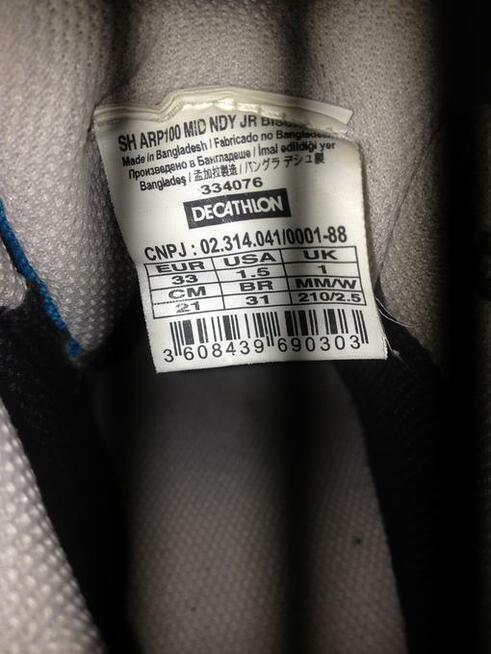 SH ARP100 MID NDY JR
Made in Bangladesh / Fabricado no Bangladesh
Произведено в Бангладеше / İmal edildiği yer
Bangladeş / 孟加拉製造 / バングラ デシュ製
334076
DECATHLON
CNPJ : 02.314.041/0001-88
EUR USA UK
33 1.5 1
CM BR MM/W
21 31 210/2.5
3 608439 690303